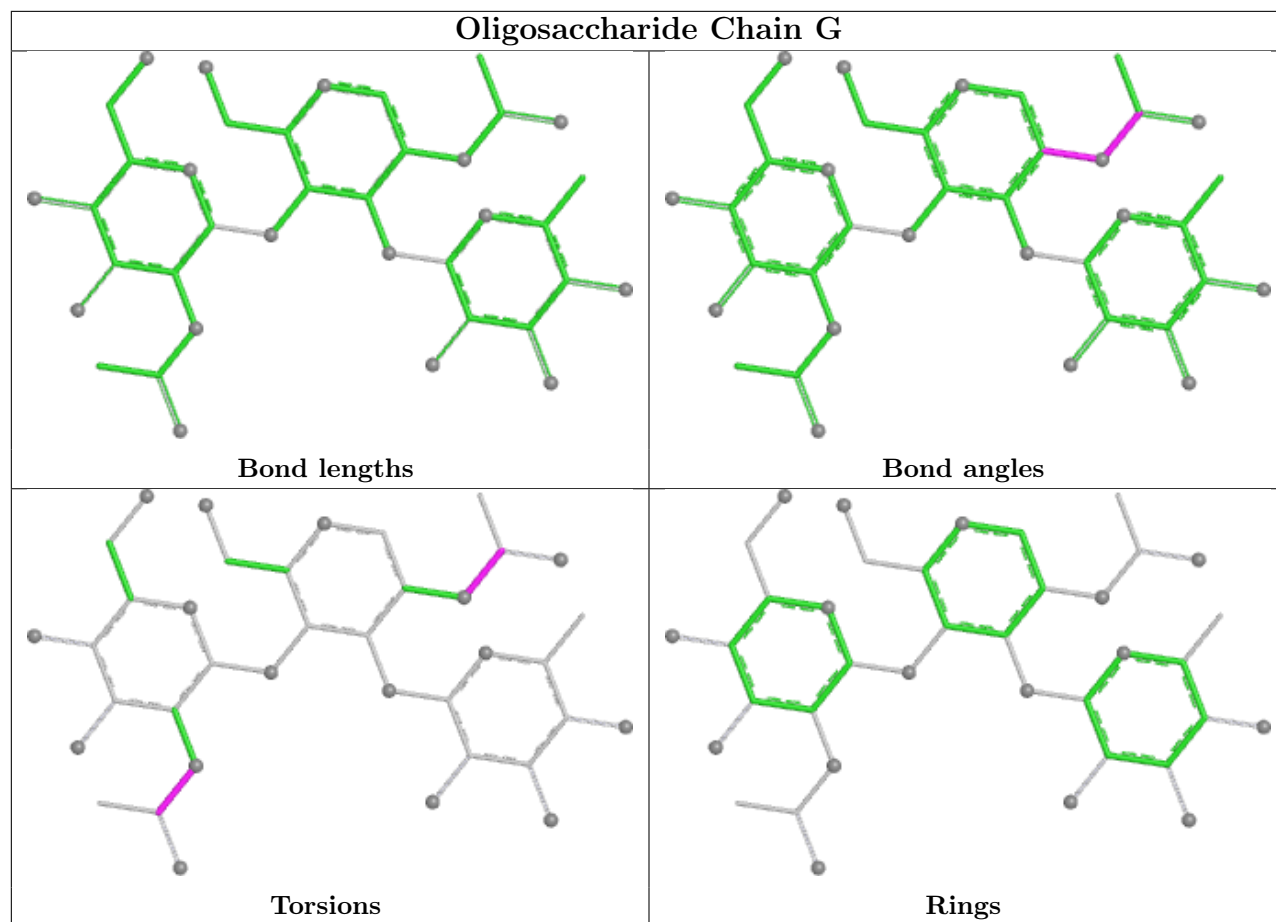 Oligosaccharide Chain G
Bond lengths
Bond angles
Torsions
Rings